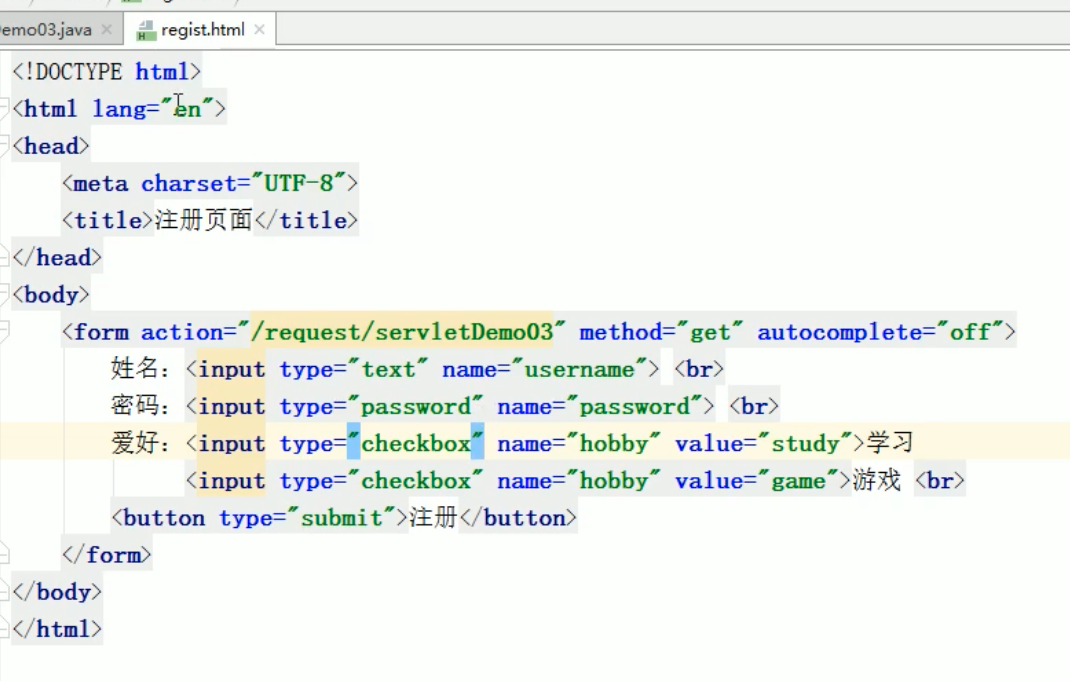 emo03.java × regist.html ×
<!DOCTYPE html>
<html lang="en">
<head>
<meta charset="UTF-8">
<title>注册页面</title>
</head>
<body>
<form action="/request/servletDemo03" method="get" autocomplete="off">
姓名：<input type="text" name="username"> <br>
密码：<input type="password" name="password"> <br>
爱好：<input type="checkbox" name="hobby" value="study">学习
<input type="checkbox" name="hobby" value="game">游戏 <br>
<button type="submit">注册</button>
</form>
</body>
</html>